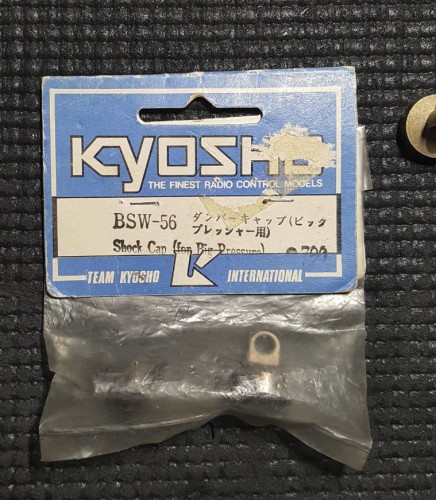 KYOSHO
THE FINEST RADIO CONTROL MODELS
BSW-56 ダンパーキャップ(ビック
プレッシャー用)
Shock Cap (for Big Pressure)
TEAM KYOSHO INTERNATIONAL